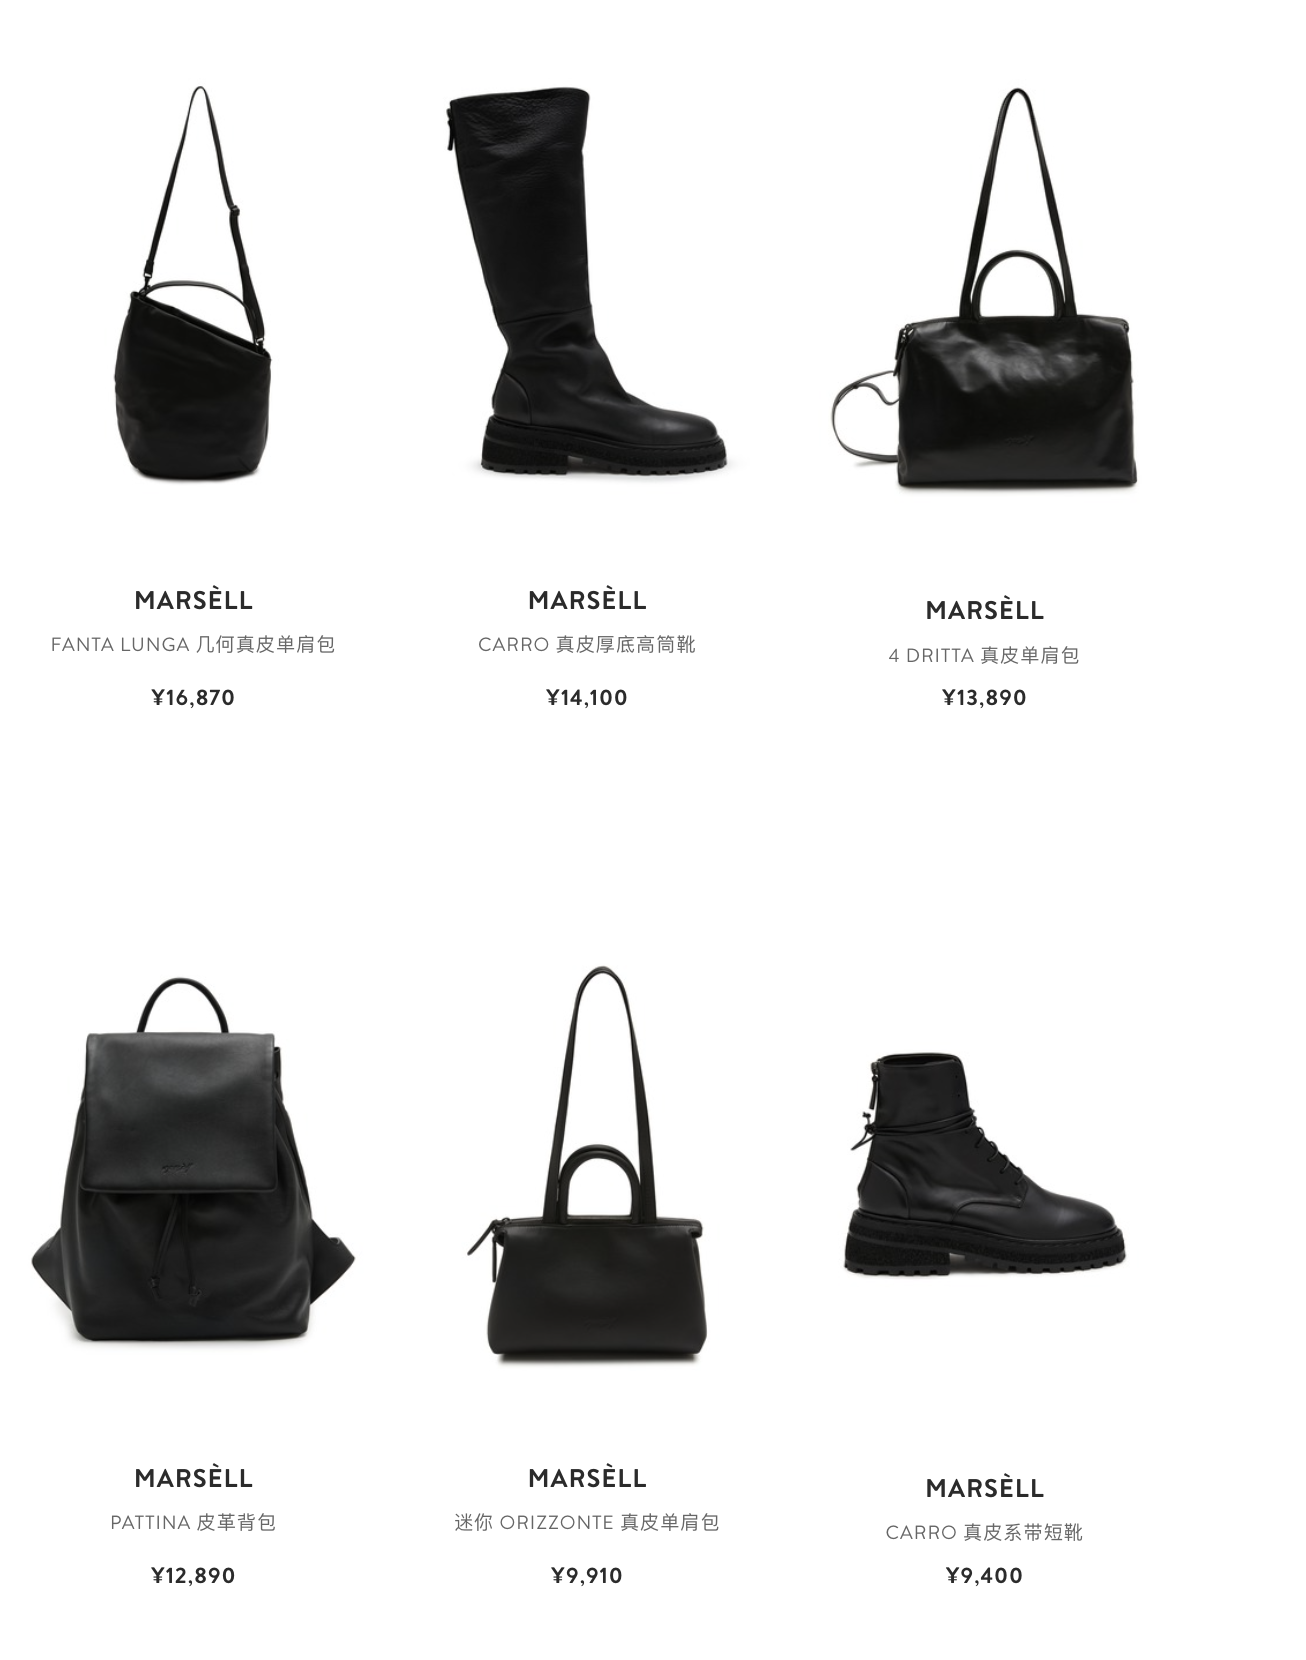 MARSÈLL
FANTA LUNGA 几何真皮单肩包
¥16,870
MARSÈLL
CARRO 真皮厚底高筒靴
¥14,100
MARSÈLL
4 DRITTA 真皮单肩包
¥13,890
MARSÈLL
PATTINA 皮革背包
¥12,890
MARSÈLL
迷你 ORIZZONTE 真皮单肩包
¥9,910
MARSÈLL
CARRO 真皮系带短靴
¥9,400